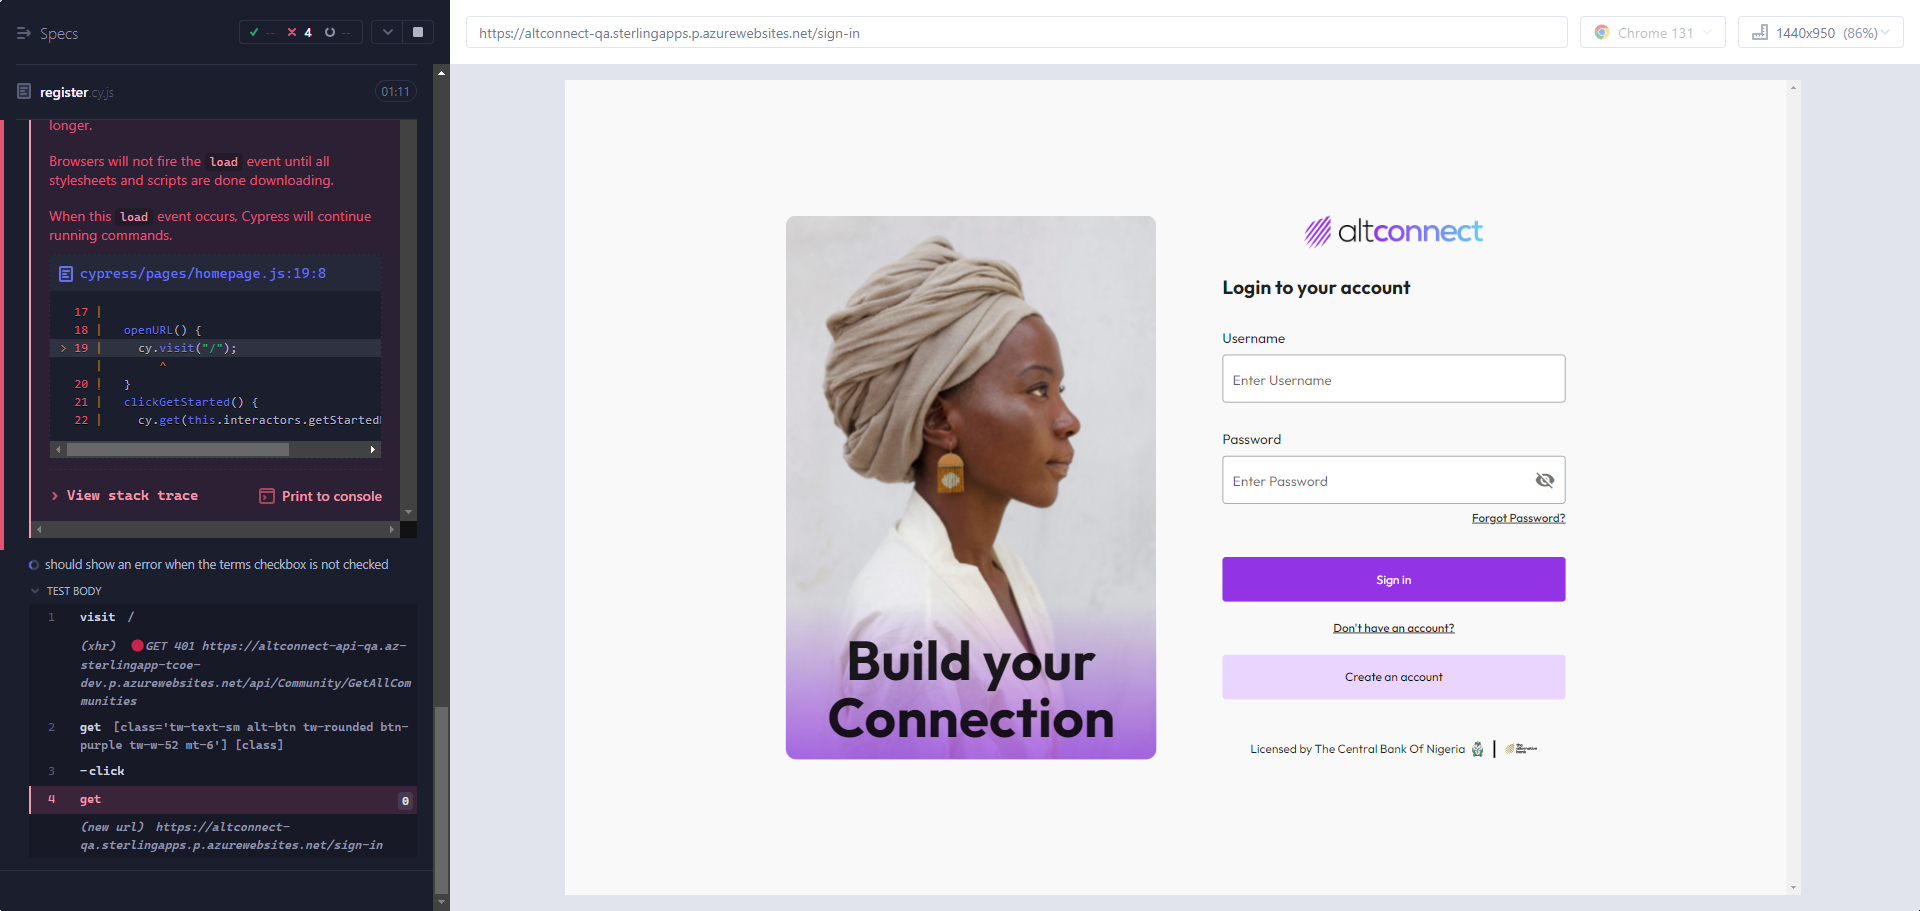 Specs
-- 4 --
register.cy.js 01:11
longer.
Browsers will not fire the load event until all
stylesheets and scripts are done downloading.
When this load event occurs, Cypress will continue
running commands.
cypress/pages/homepage.js:19:8
17 |
18 | openURL() {
> 19 | cy.visit("/");
| ^
20 | }
21 | clickGetStarted() {
22 | cy.get(this.interactors.getStarted
View stack trace Print to console
should show an error when the terms checkbox is not checked
TEST BODY
1 visit /
(xhr) GET 401 https://altconnect-api-qa.az-
sterlingapp-tcoe-
dev.p.azurewebsites.net/api/Community/GetAllCom
munities
2 get [class='tw-text-sm alt-btn tw-rounded btn-
purple tw-w-52 mt-6'] [class]
3 -click
4 get 0
(new url) https://altconnect-
qa.sterlingapps.p.azurewebsites.net/sign-in
https://altconnect-qa.sterlingapps.p.azurewebsites.net/sign-in
Chrome 131
1440x950 (86%)
Build your
Connection
altconnect
Login to your account
Username
Enter Username
Password
Enter Password
Forgot Password?
Sign in
Don't have an account?
Create an account
Licensed by The Central Bank Of Nigeria